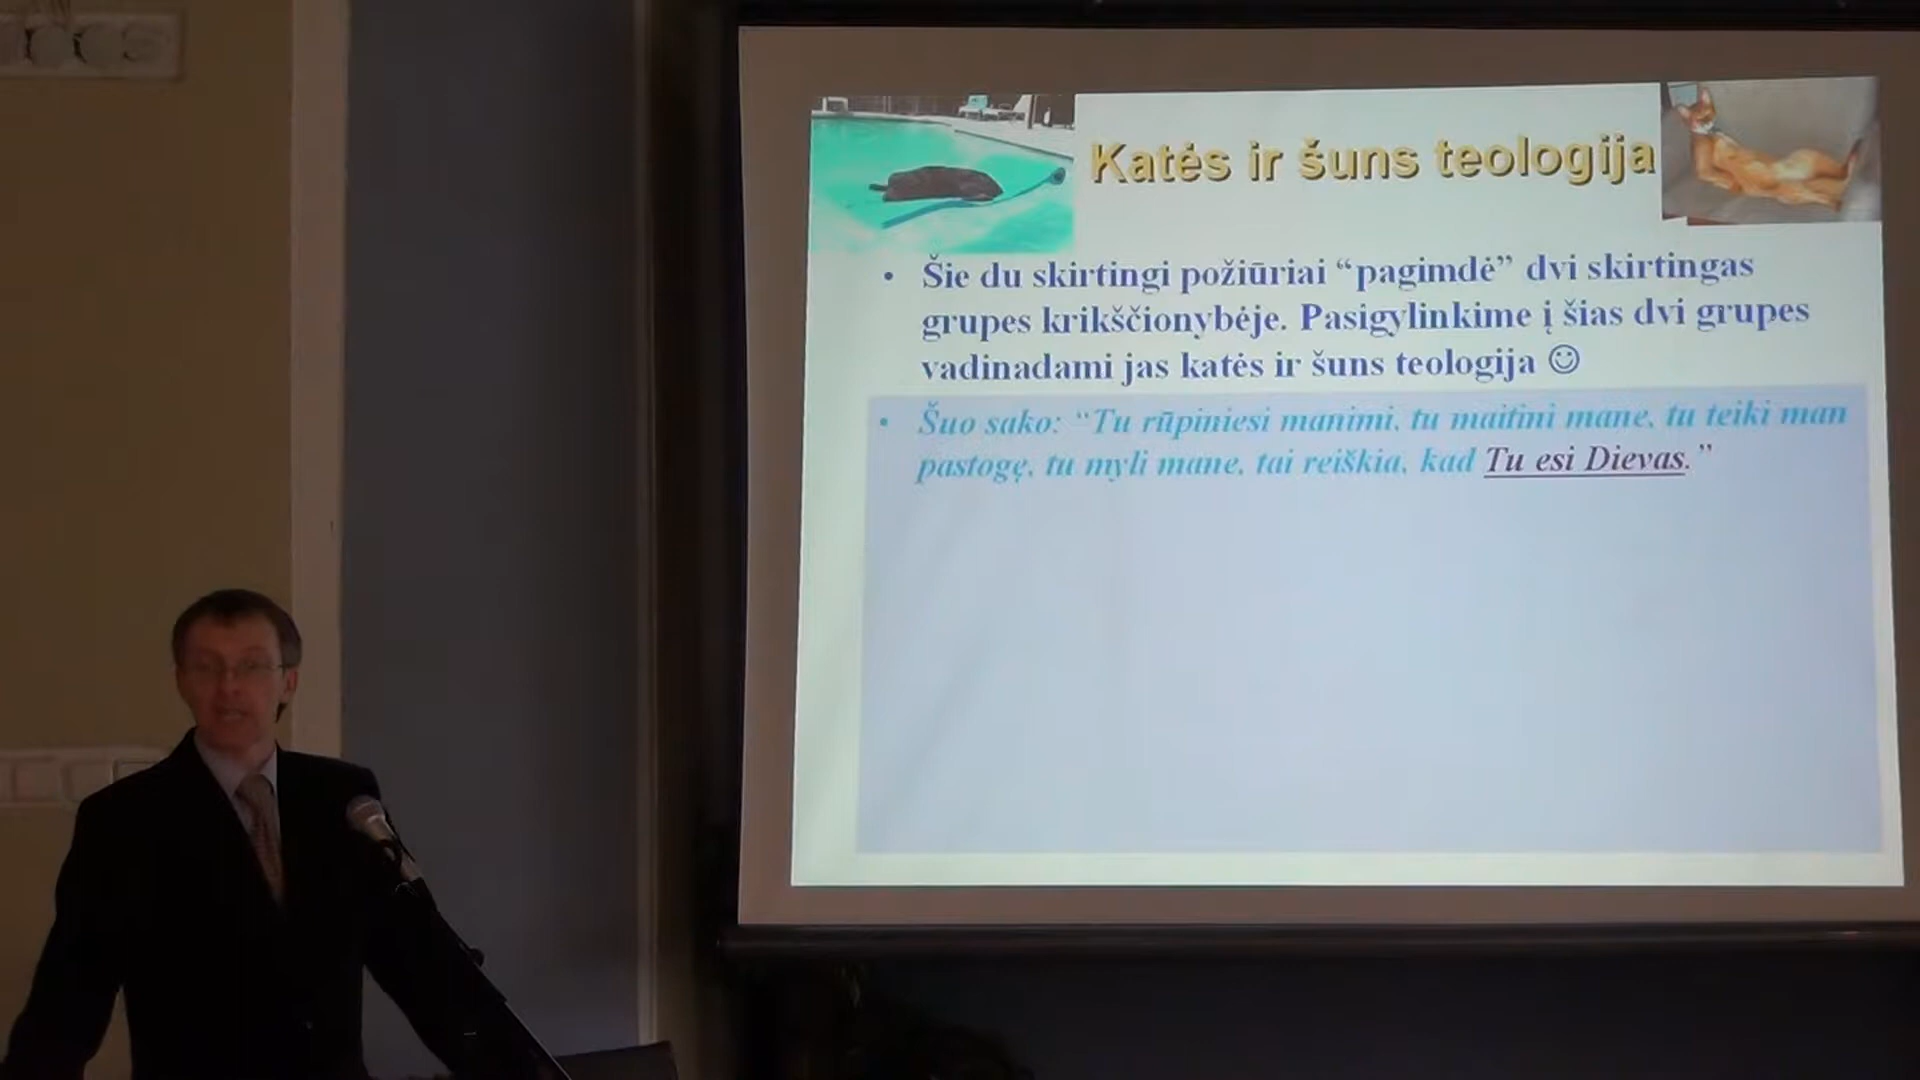 Katės ir šuns teologija
• Šie du skirtingi požiūriai “pagimdė” dvi skirtingas
grupes krikščionybėje. Pasigylinkime į šias dvi grupes
vadinadami jas katės ir šuns teologija ☺
• Šuo sako: “Tu rūpiniesi manimi, tu maitini mane, tu teiki man
pastogę, tu myli mane, tai reiškia, kad Tu esi Dievas.”